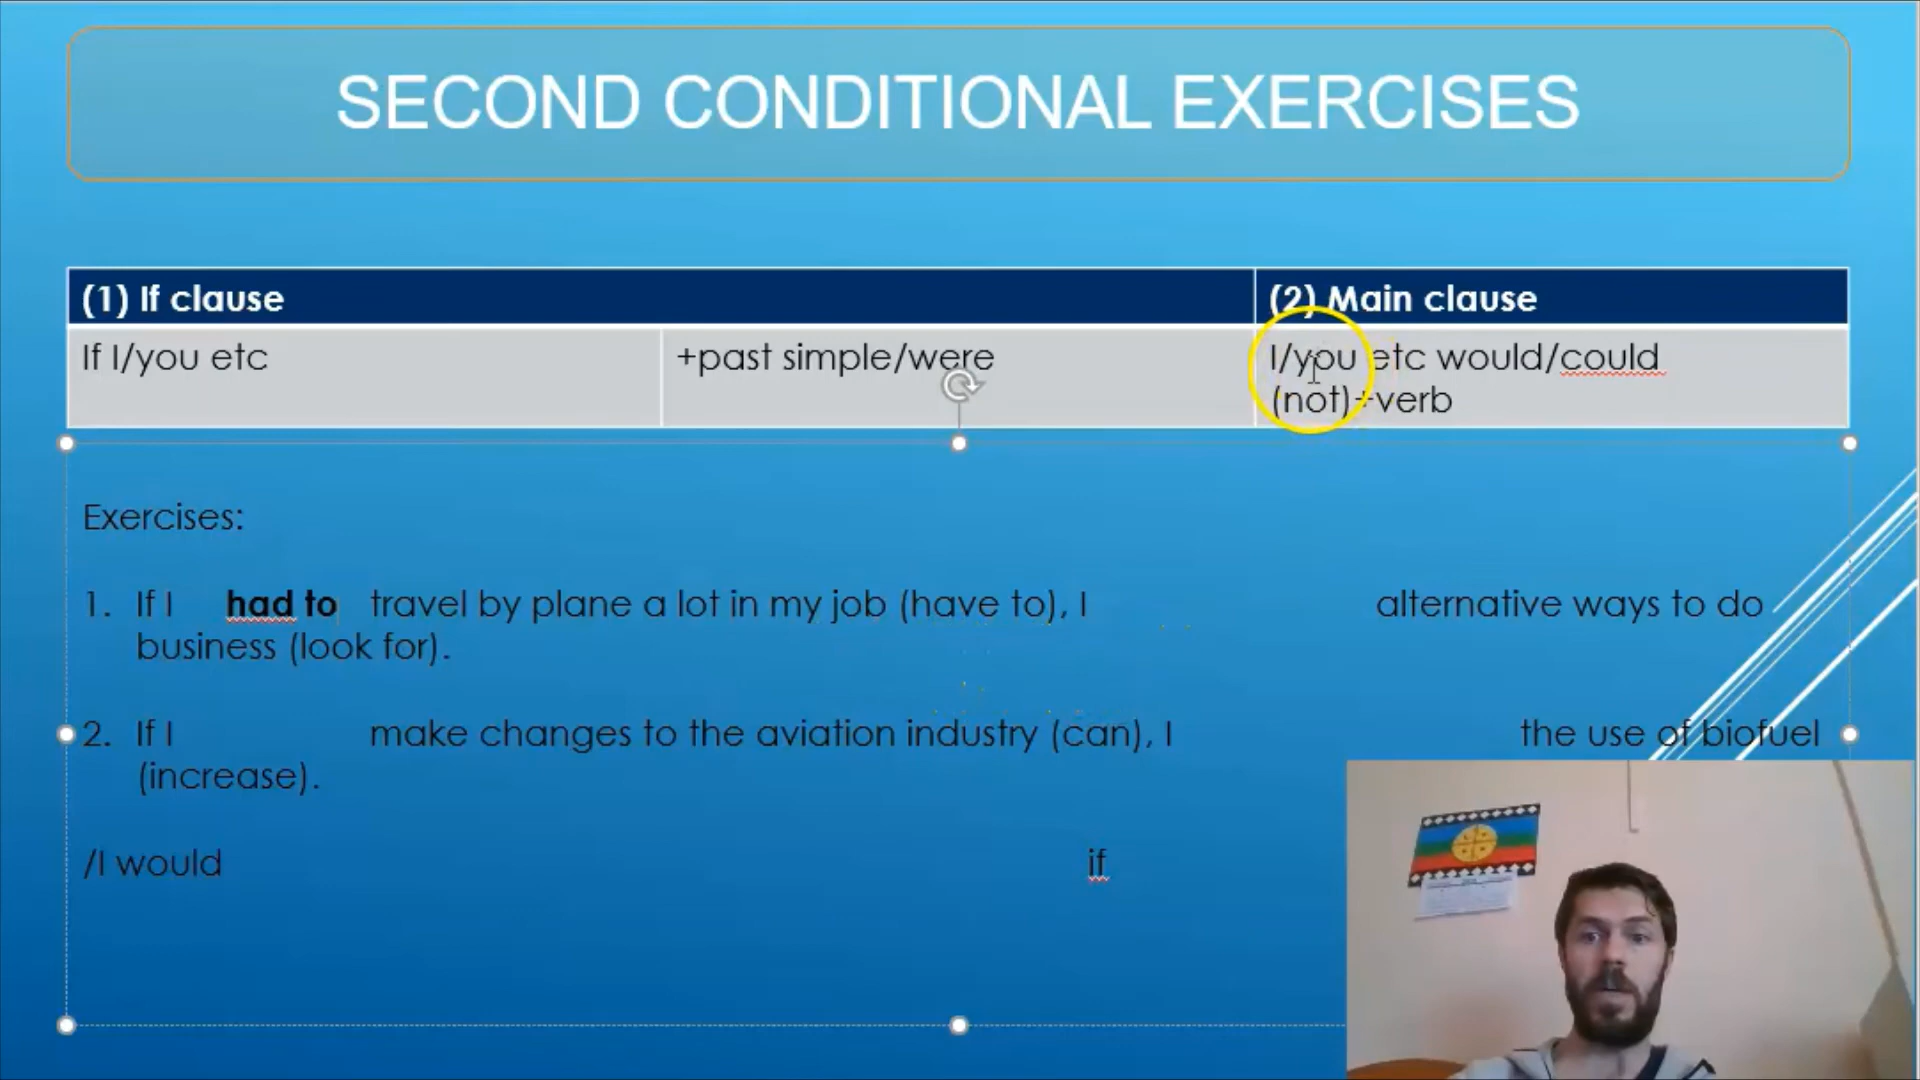 SECOND CONDITIONAL EXERCISES
(1) If clause (2) Main clause
If I/you etc +past simple/were I/you etc would/could
(not)+verb
Exercises:
1. If I had to travel by plane a lot in my job (have to), I alternative ways to do
business (look for).
2. If I make changes to the aviation industry (can), I the use of biofuel
(increase).
/I would if